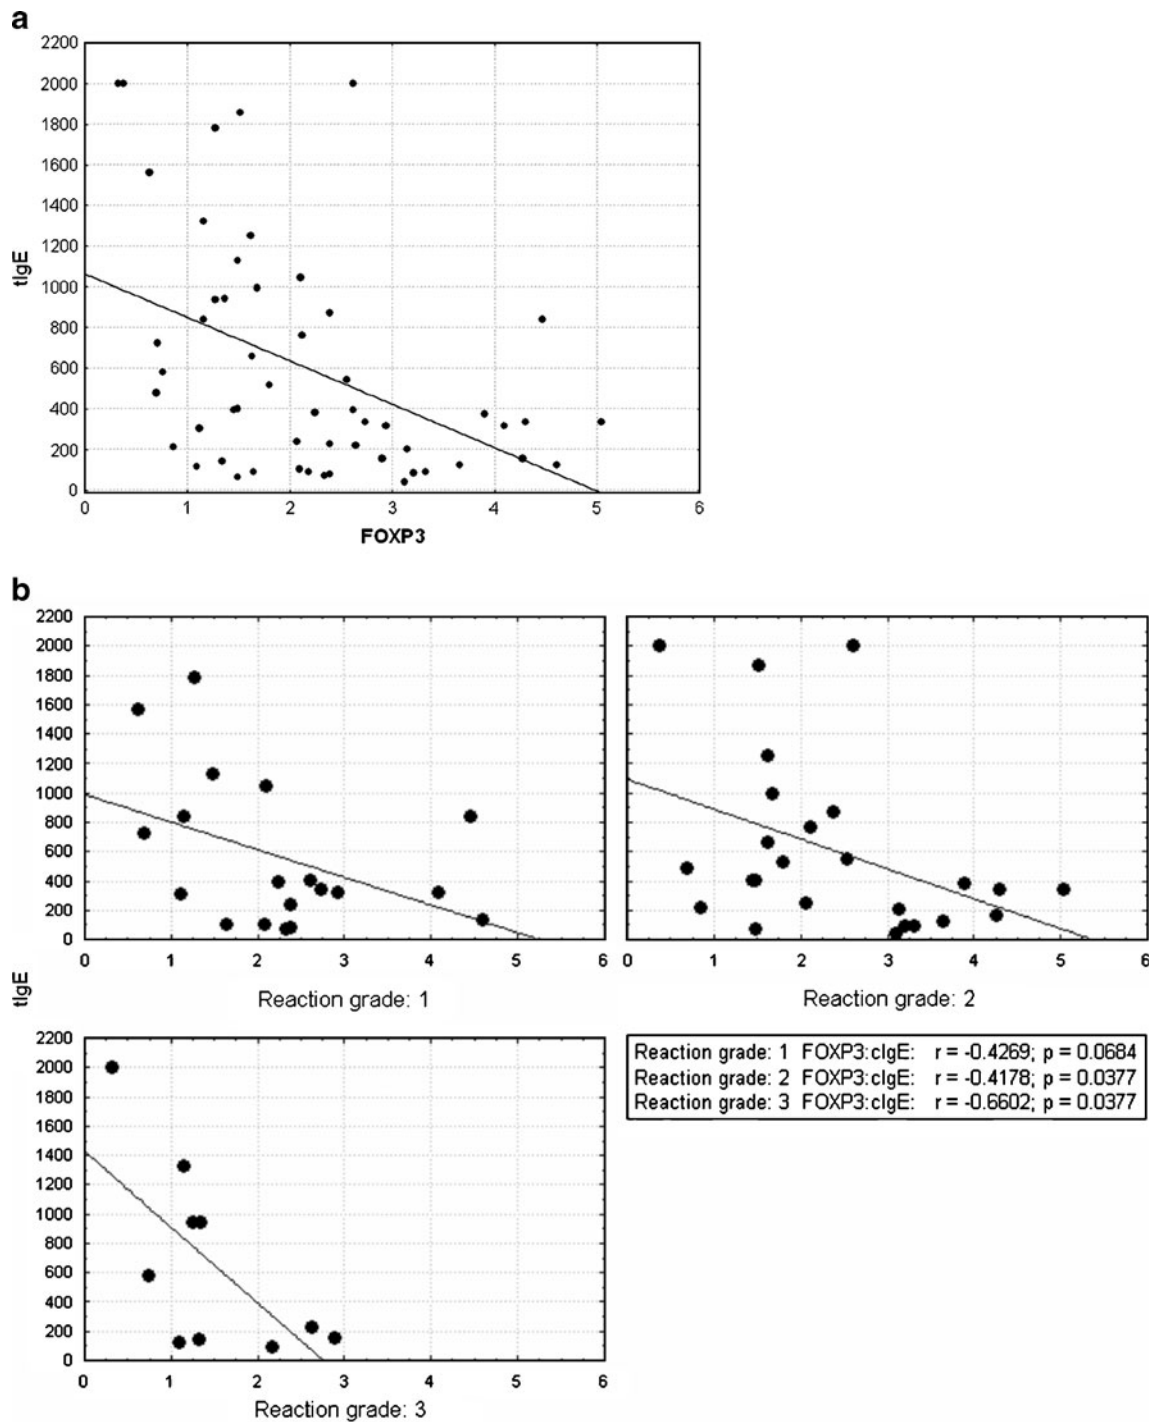 a
2200
2000
1800
1600
1400
1200
1000
800
600
400
200
0
tIgE
0 1 2 3 4 5 6
FOXP3
b
2200
2000
1800
1600
1400
1200
1000
800
600
400
200
0
0 1 2 3 4 5 6
Reaction grade: 1
0 1 2 3 4 5 6
Reaction grade: 2
tIgE
2200
2000
1800
1600
1400
1200
1000
800
600
400
200
0
0 1 2 3 4 5 6
Reaction grade: 3
Reaction grade: 1 FOXP3:cIgE: r = -0.4269; p = 0.0684
Reaction grade: 2 FOXP3:cIgE: r = -0.4178; p = 0.0377
Reaction grade: 3 FOXP3:cIgE: r = -0.6602; p = 0.0377